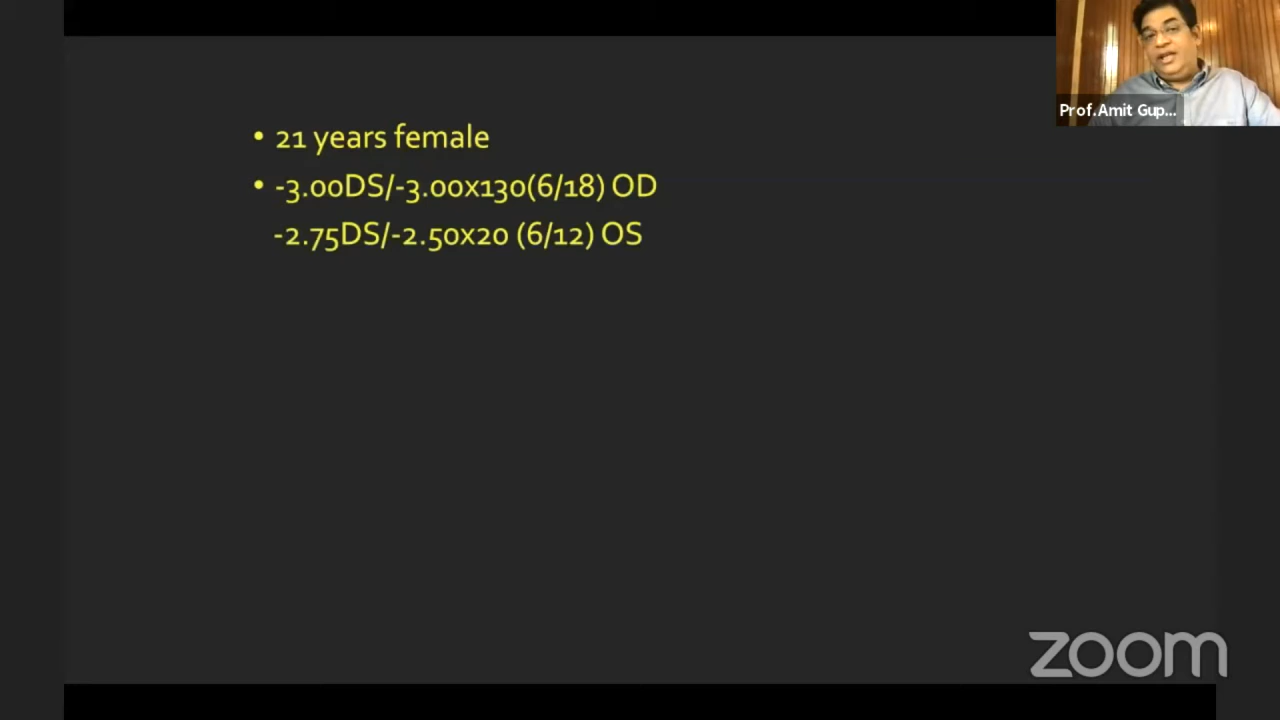 Prof.Amit Gup...
• 21 years female
• -3.00DS/-3.00x130(6/18) OD
-2.75DS/-2.50x20 (6/12) OS
zoom